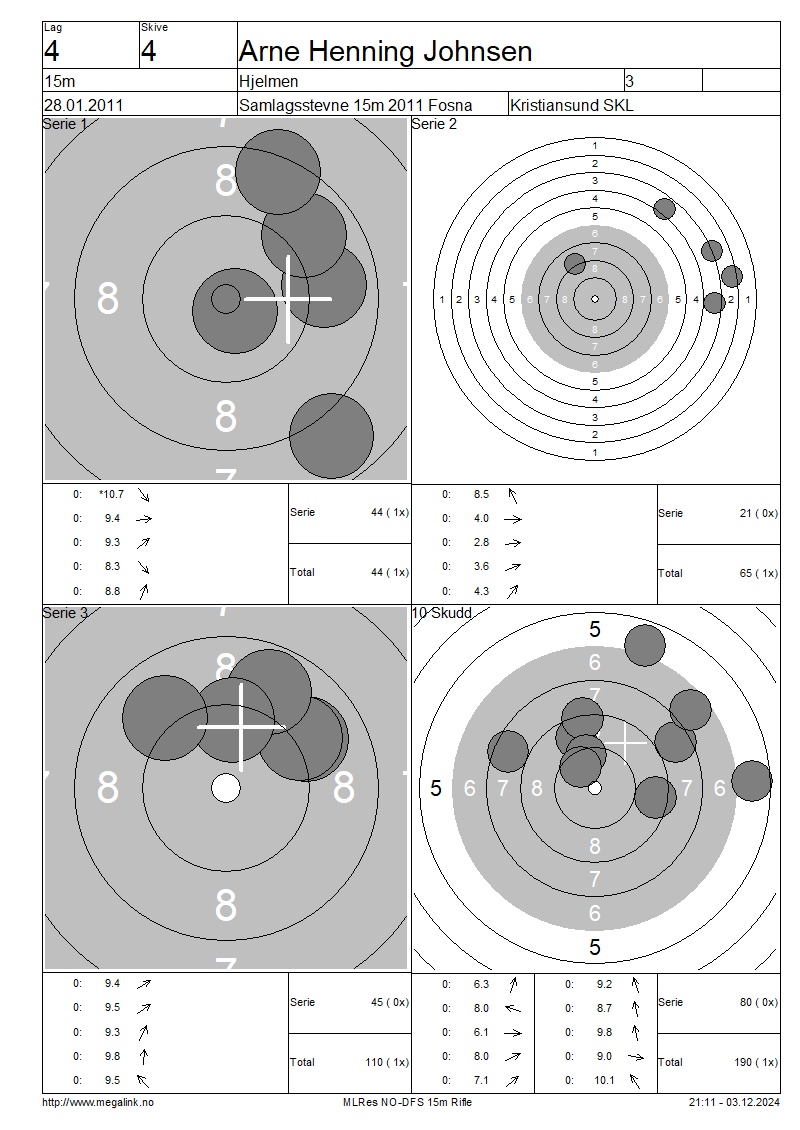 Lag
Skive
4
4
Arne Henning Johnsen
15m
Hjelmen
3
28.01.2011
Samlagsstevne 15m 2011 Fosna
Kristiansund SKL
Serie 1
8
8
8
7
Serie 2
1
2
3
4
5
6
7
8
1 2 3 4 5 6 7 8 8 7 6 5 4 2 1
8
7
6
5
4
3
2
1
0: *10.7
0: 9.4
0: 9.3
0: 8.3
0: 8.8
Serie 44 ( 1x)
Total 44 ( 1x)
0: 8.5
0: 4.0
0: 2.8
0: 3.6
0: 4.3
Serie 21 ( 0x)
Total 65 ( 1x)
Serie 3
8
8 8
8
7
10 Skudd
5
6
7
5 6 7 8 7 6
8
7
6
5
0: 9.4
0: 9.5
0: 9.3
0: 9.8
0: 9.5
Serie 45 ( 0x)
Total 110 ( 1x)
0: 6.3 0: 9.2
0: 8.0 0: 8.7
0: 6.1 0: 9.8
0: 8.0 0: 9.0
0: 7.1 0: 10.1
Serie 80 ( 0x)
Total 190 ( 1x)
http://www.megalink.no
MLRes NO-DFS 15m Rifle
21:11 - 03.12.2024